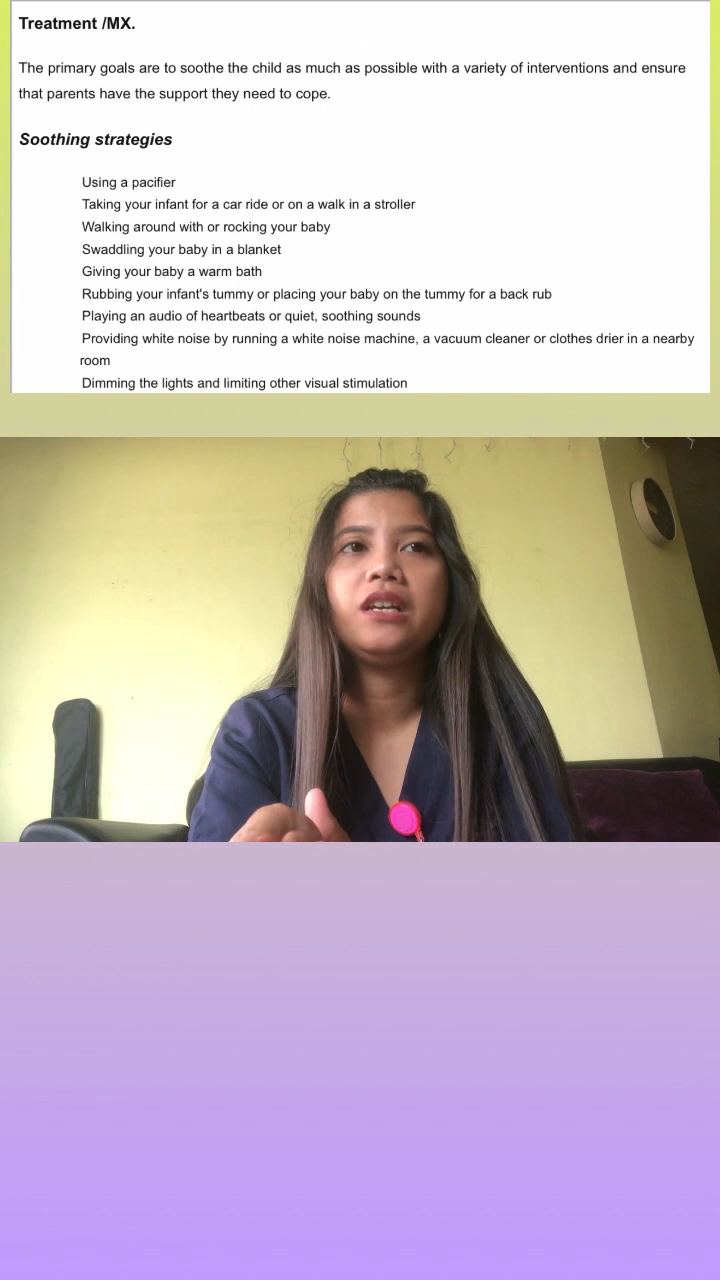 Treatment /MX.
The primary goals are to soothe the child as much as possible with a variety of interventions and ensure
that parents have the support they need to cope.
Soothing strategies
Using a pacifier
Taking your infant for a car ride or on a walk in a stroller
Walking around with or rocking your baby
Swaddling your baby in a blanket
Giving your baby a warm bath
Rubbing your infant's tummy or placing your baby on the tummy for a back rub
Playing an audio of heartbeats or quiet, soothing sounds
Providing white noise by running a white noise machine, a vacuum cleaner or clothes drier in a nearby
room
Dimming the lights and limiting other visual stimulation